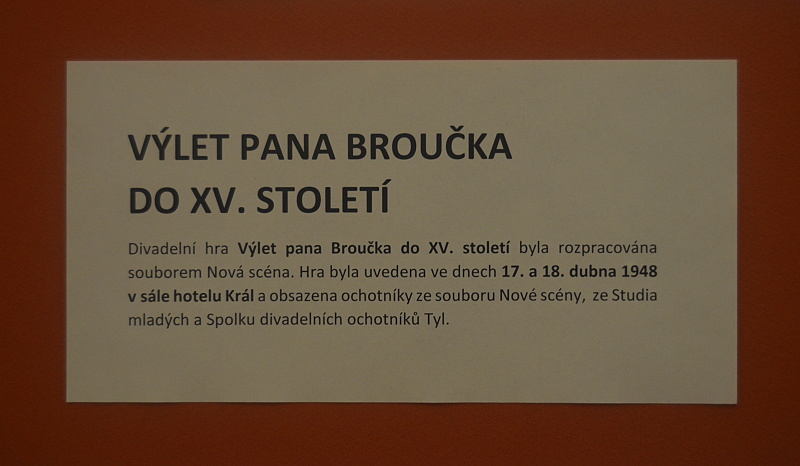 VÝLET PANA BROUČKA
DO XV. STOLETÍ
Divadelní hra Výlet pana Broučka do XV. století byla rozpracována
souborem Nová scéna. Hra byla uvedena ve dnech 17. a 18. dubna 1948
v sále hotelu Král a obsazena ochotníky ze souboru Nové scény, ze Studia
mladých a Spolku divadelních ochotníků Tyl.